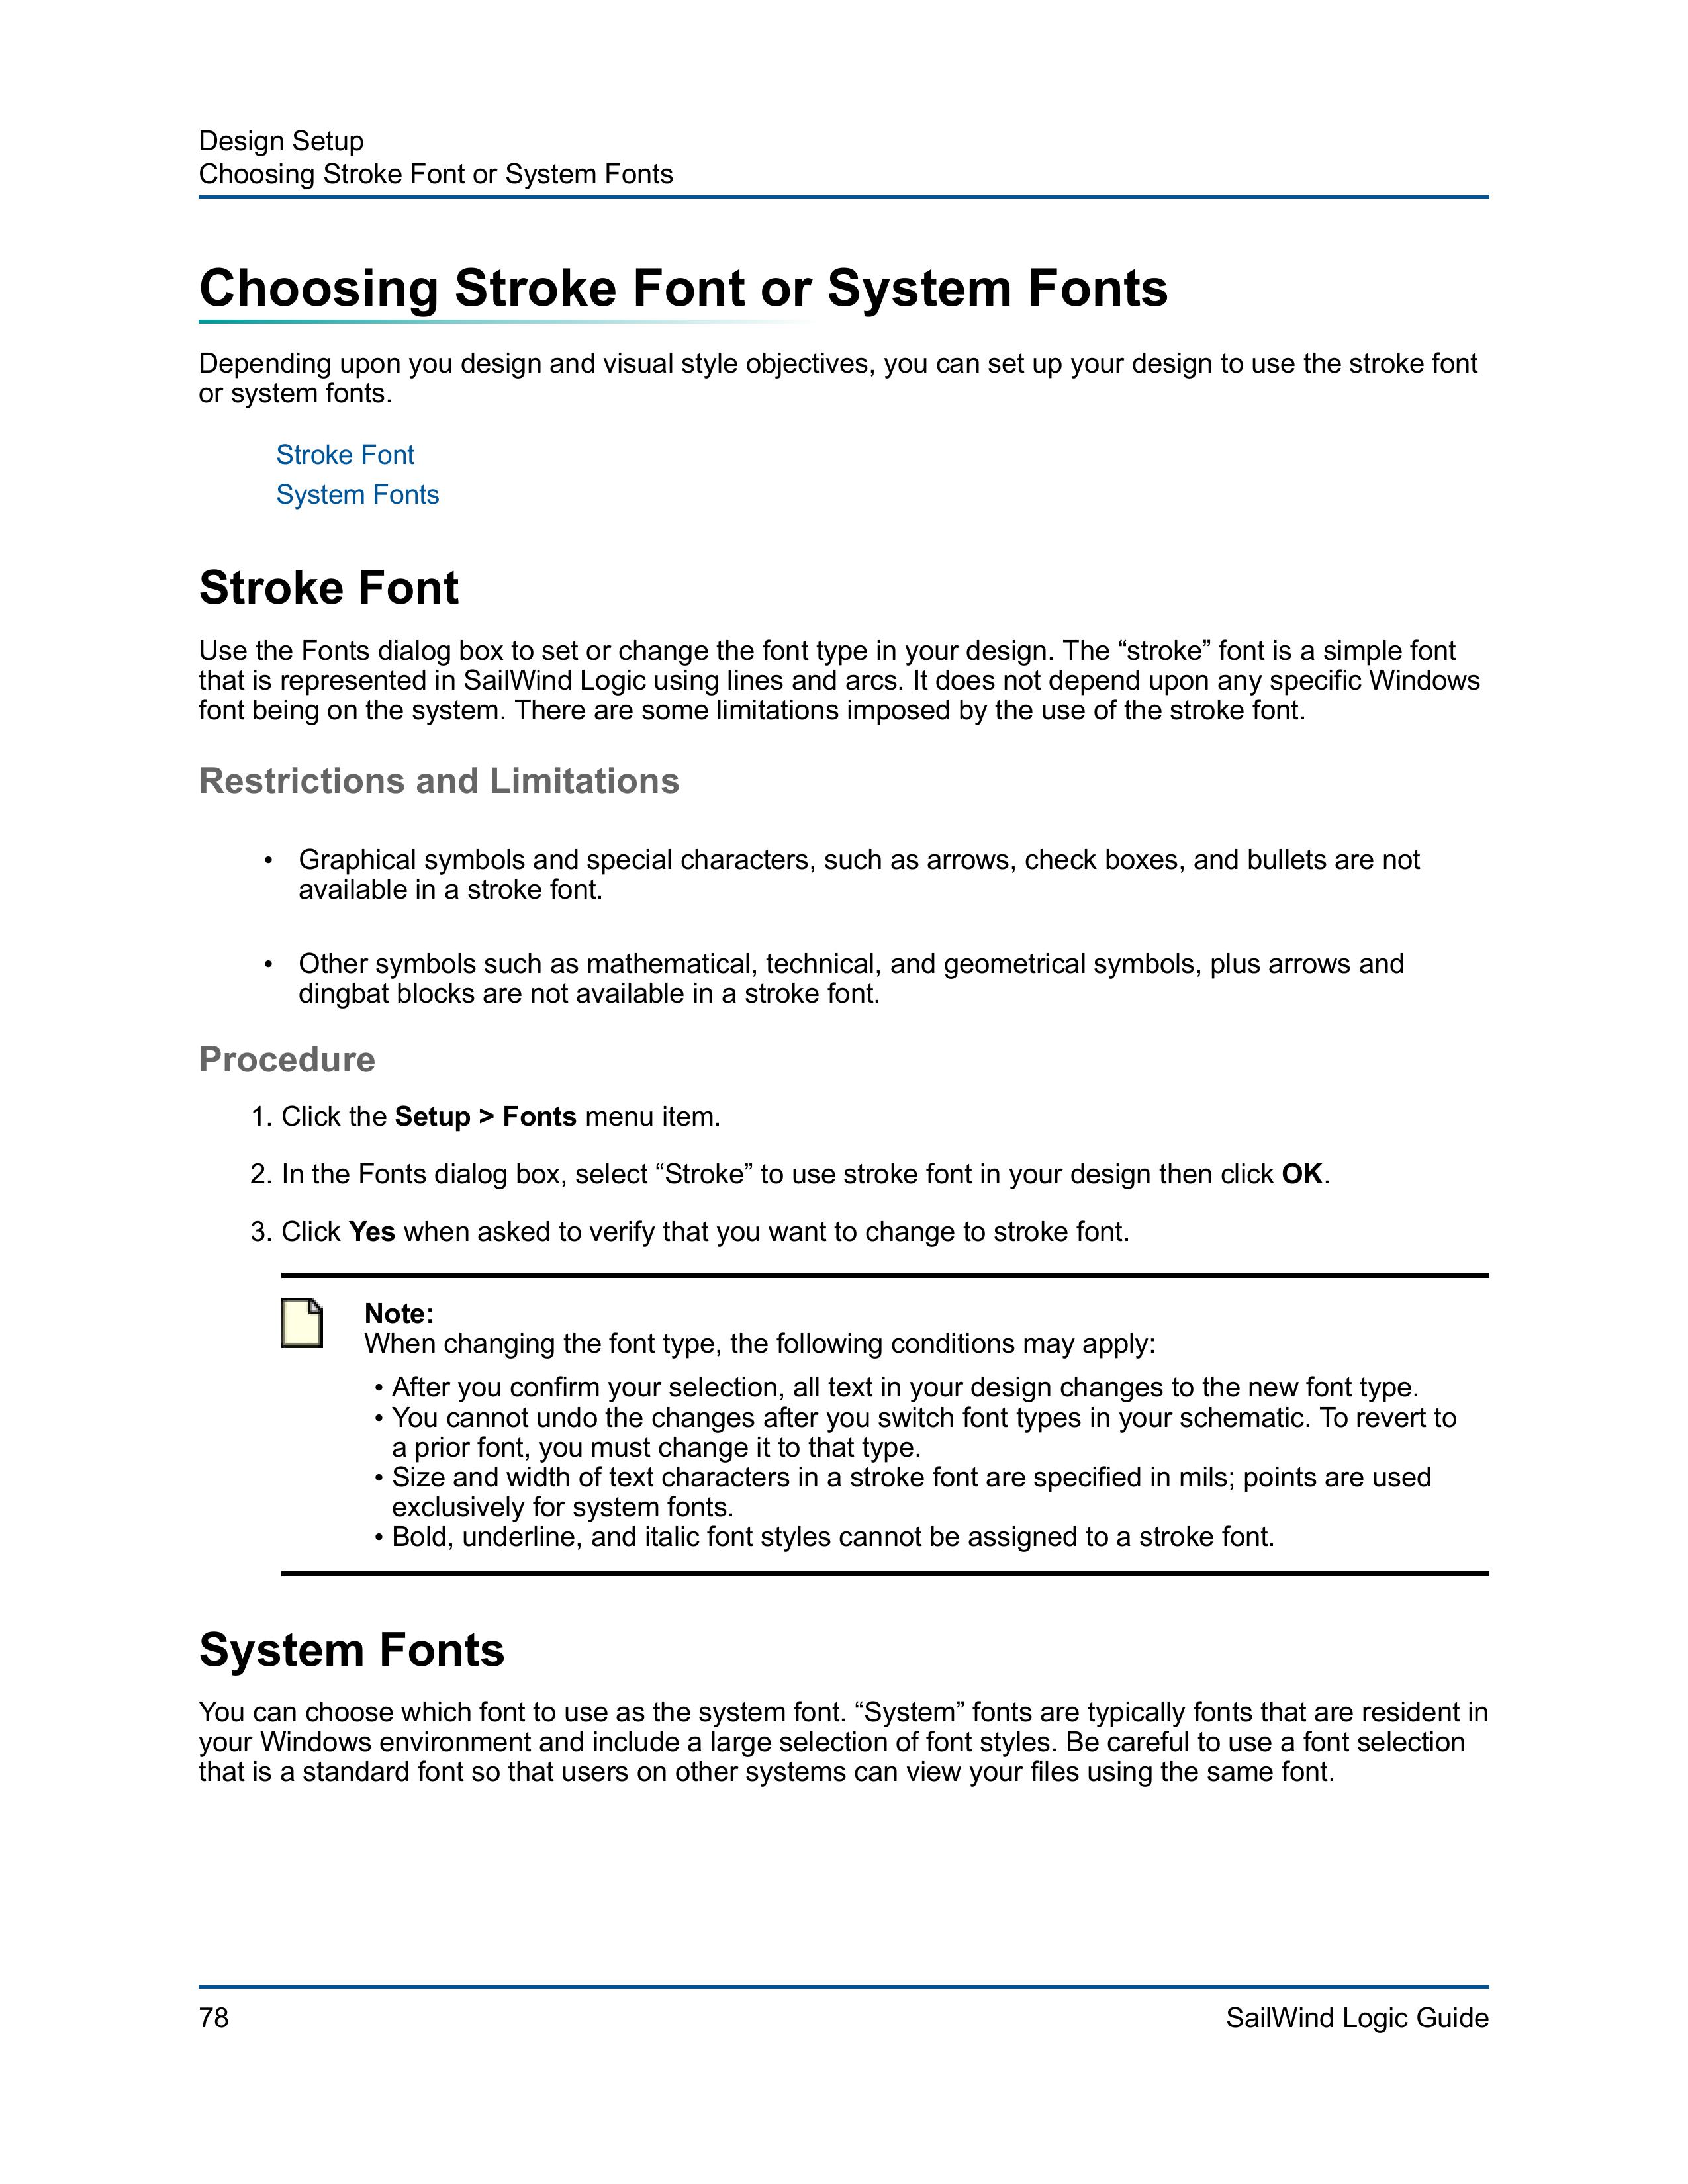 Design Setup
Choosing Stroke Font or System Fonts
Choosing Stroke Font or System Fonts
Depending upon you design and visual style objectives, you can set up your design to use the stroke font
or system fonts.
Stroke Font
System Fonts
Stroke Font
Use the Fonts dialog box to set or change the font type in your design. The “stroke” font is a simple font
that is represented in SailWind Logic using lines and arcs. It does not depend upon any specific Windows
font being on the system. There are some limitations imposed by the use of the stroke font.
Restrictions and Limitations
• Graphical symbols and special characters, such as arrows, check boxes, and bullets are not
available in a stroke font.
• Other symbols such as mathematical, technical, and geometrical symbols, plus arrows and
dingbat blocks are not available in a stroke font.
Procedure
1. Click the Setup > Fonts menu item.
2. In the Fonts dialog box, select “Stroke” to use stroke font in your design then click OK.
3. Click Yes when asked to verify that you want to change to stroke font.
Note:
When changing the font type, the following conditions may apply:
• After you confirm your selection, all text in your design changes to the new font type.
• You cannot undo the changes after you switch font types in your schematic. To revert to
a prior font, you must change it to that type.
• Size and width of text characters in a stroke font are specified in mils; points are used
exclusively for system fonts.
• Bold, underline, and italic font styles cannot be assigned to a stroke font.
System Fonts
You can choose which font to use as the system font. “System” fonts are typically fonts that are resident in
your Windows environment and include a large selection of font styles. Be careful to use a font selection
that is a standard font so that users on other systems can view your files using the same font.
78
SailWind Logic Guide